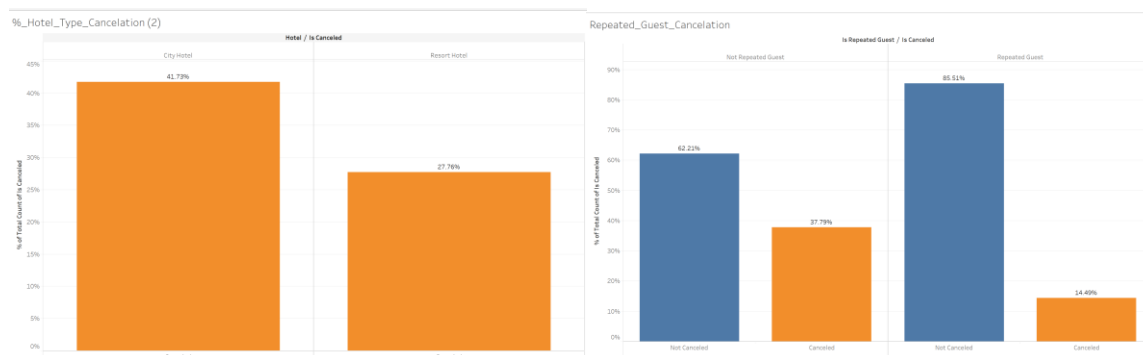 %_Hotel_Type_Cancelation (2)
Hotel / Is Canceled
City Hotel
Resort Hotel
45%
40%
35%
30%
25%
20%
15%
10%
5%
0%
% of Total Count of Is Canceled
41.73%
27.76%
Repeated_Guest_Cancelation
Is Repeated Guest / Is Canceled
Not Repeated Guest
Repeated Guest
90%
80%
70%
60%
50%
40%
30%
20%
10%
0%
% of Total Count of Is Canceled
62.21%
37.79%
85.51%
14.49%
Not Canceled
Canceled
Not Canceled
Canceled